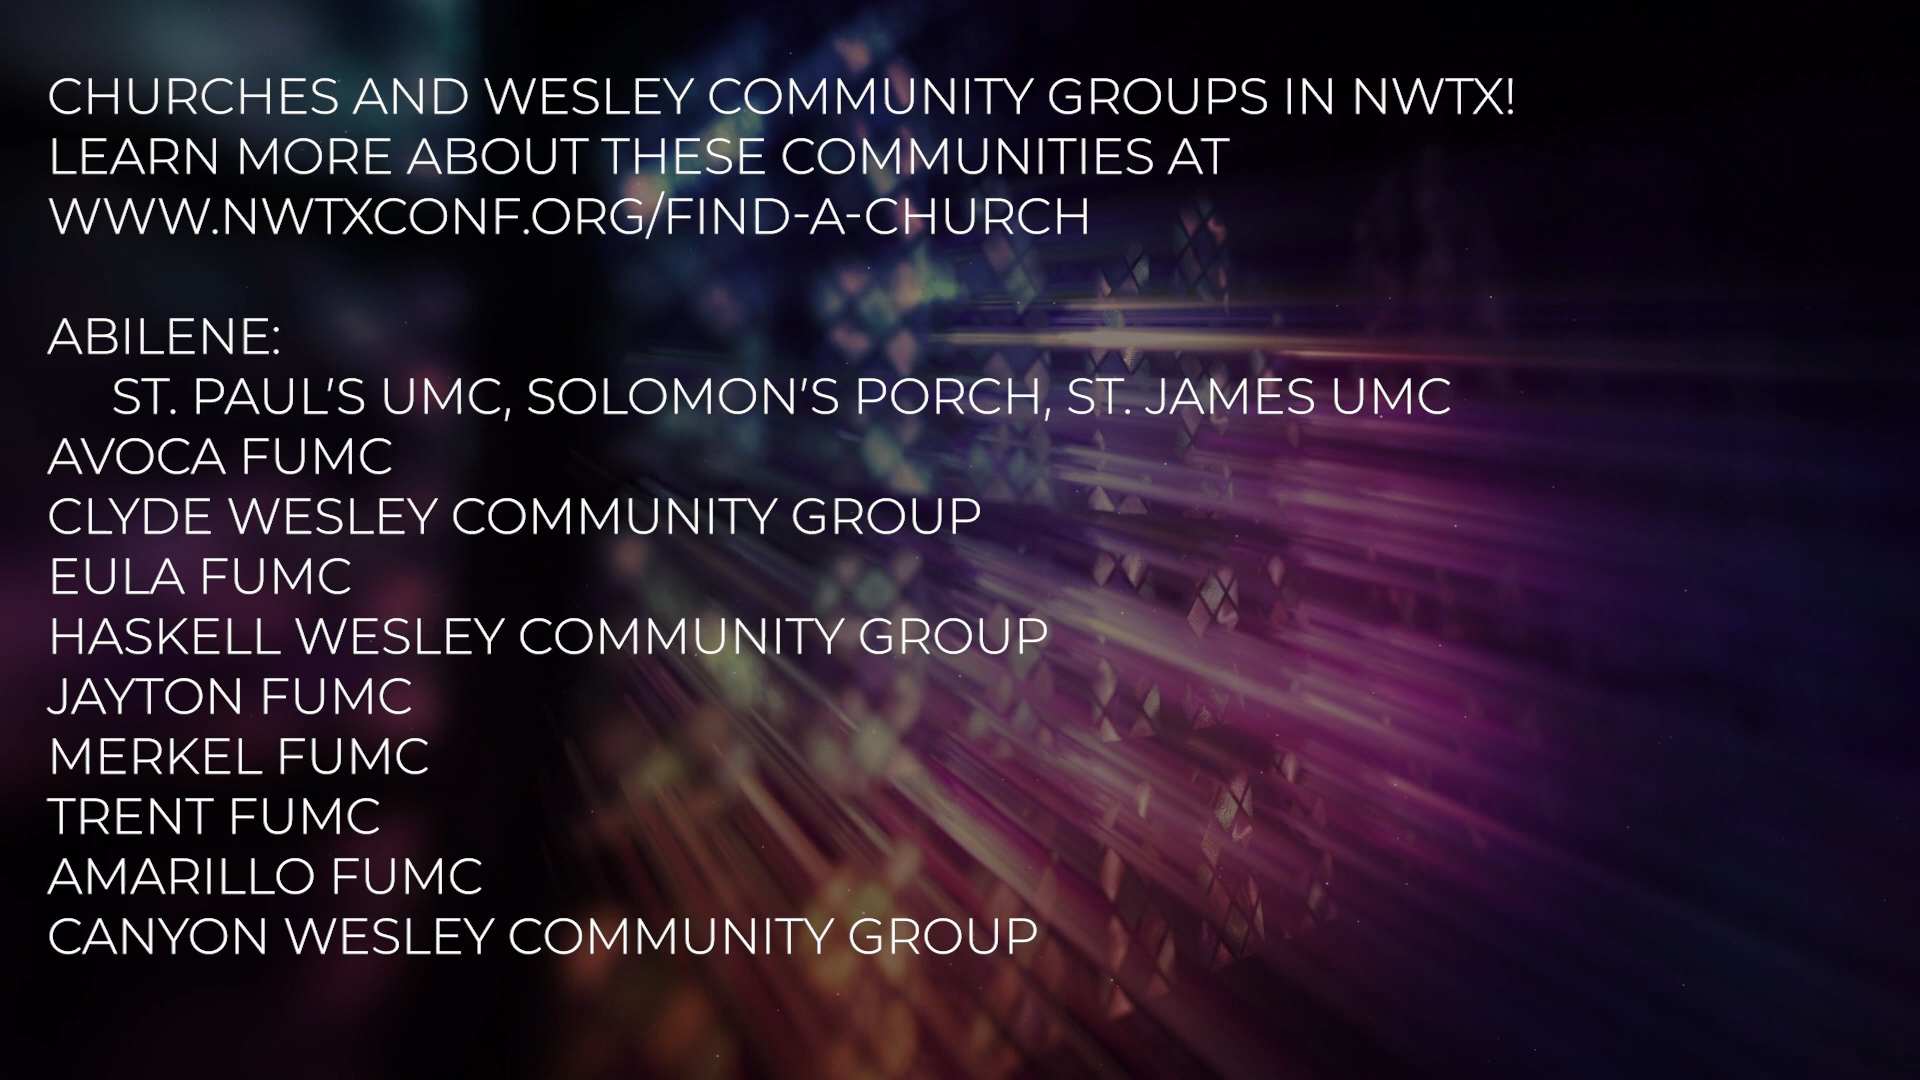 CHURCHES AND WESLEY COMMUNITY GROUPS IN NWTX!
LEARN MORE ABOUT THESE COMMUNITIES AT
WWW.NWTXCONF.ORG/FIND-A-CHURCH
ABILENE:
ST. PAUL'S UMC, SOLOMON'S PORCH, ST. JAMES UMC
AVOCA FUMC
CLYDE WESLEY COMMUNITY GROUP
EULA FUMC
HASKELL WESLEY COMMUNITY GROUP
JAYTON FUMC
MERKEL FUMC
TRENT FUMC
AMARILLO FUMC
CANYON WESLEY COMMUNITY GROUP